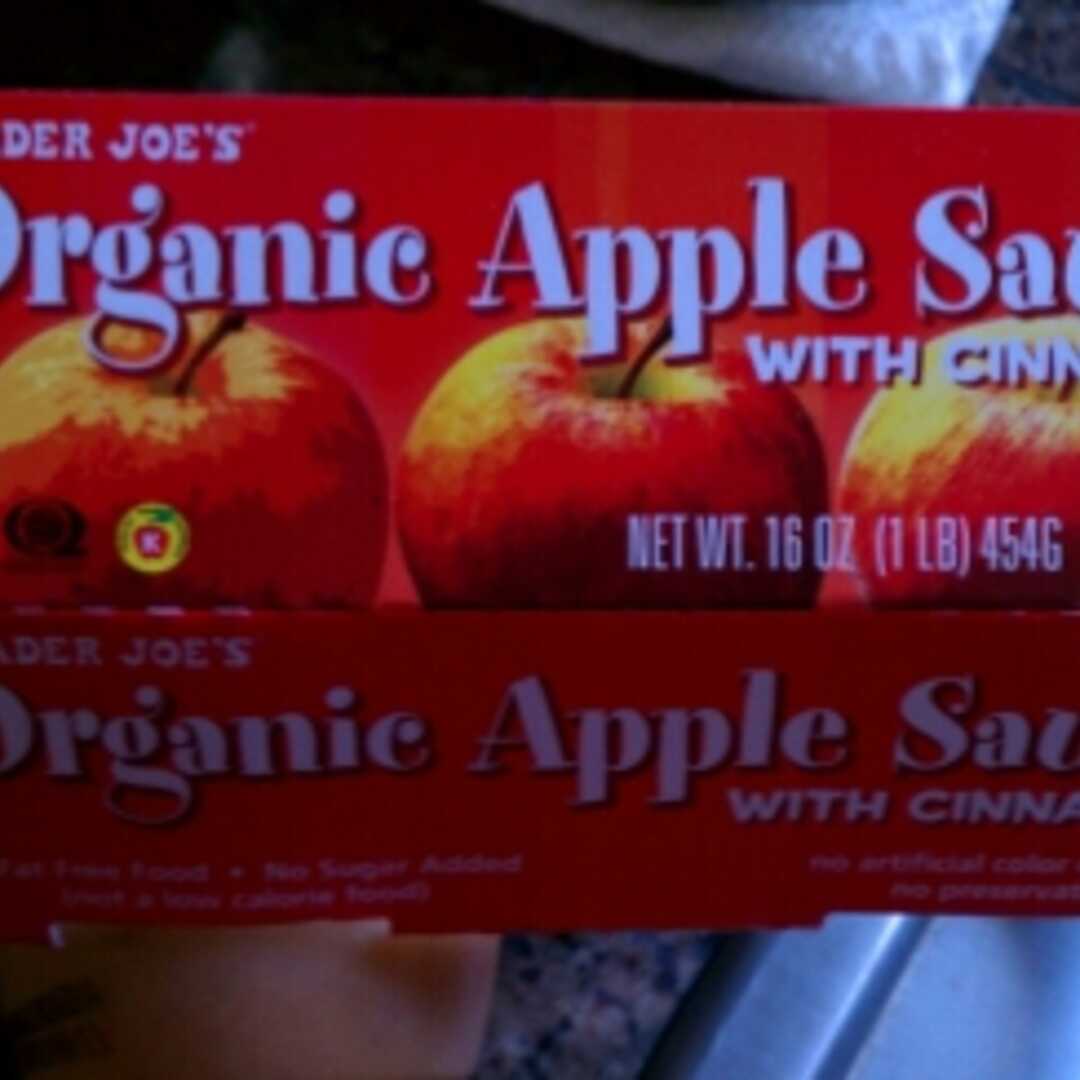 ADER JOE'S
Organic Apple Sau
WITH CINN
K
NET WT. 16 OZ (1 LB) 454G
ADER JOE'S
Organic Apple Sau
WITH CINNA
Fat Free Food • No Sugar Added
no artificial color
(not a low calorie food)
no preservat